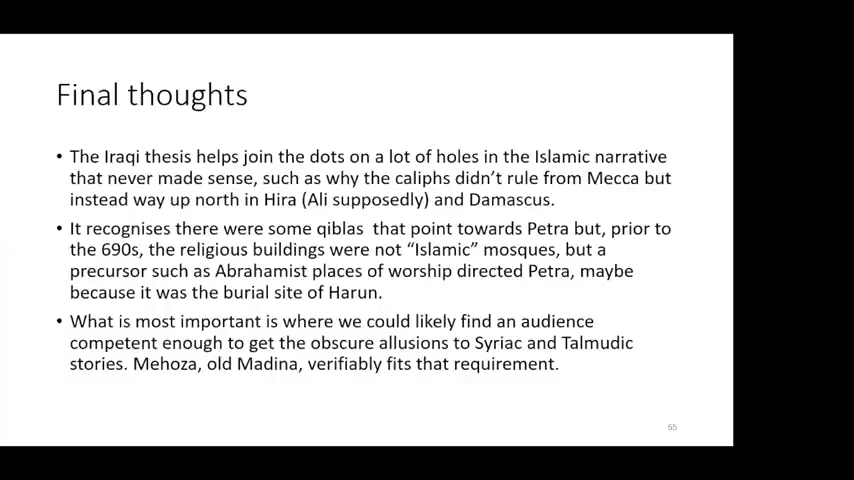 Final thoughts
• The Iraqi thesis helps join the dots on a lot of holes in the Islamic narrative
that never made sense, such as why the caliphs didn’t rule from Mecca but
instead way up north in Hira (Ali supposedly) and Damascus.
• It recognises there were some qiblas that point towards Petra but, prior to
the 690s, the religious buildings were not “Islamic” mosques, but a
precursor such as Abrahamist places of worship directed Petra, maybe
because it was the burial site of Harun.
• What is most important is where we could likely find an audience
competent enough to get the obscure allusions to Syriac and Talmudic
stories. Mehoza, old Madina, verifiably fits that requirement.
65